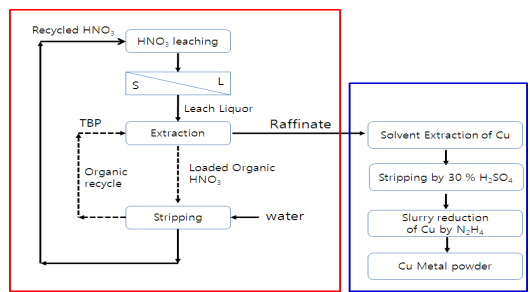 Recycled HNO₃
HNO₃ leaching
S
L
Leach Liquor
TBP
Extraction
Raffinate
Organic
recycle
Loaded Organic
HNO₃
Stripping
water
Solvent Extraction of Cu
Stripping by 30 % H₂SO₄
Slurry reduction
of Cu by N₂H₄
Cu Metal powder